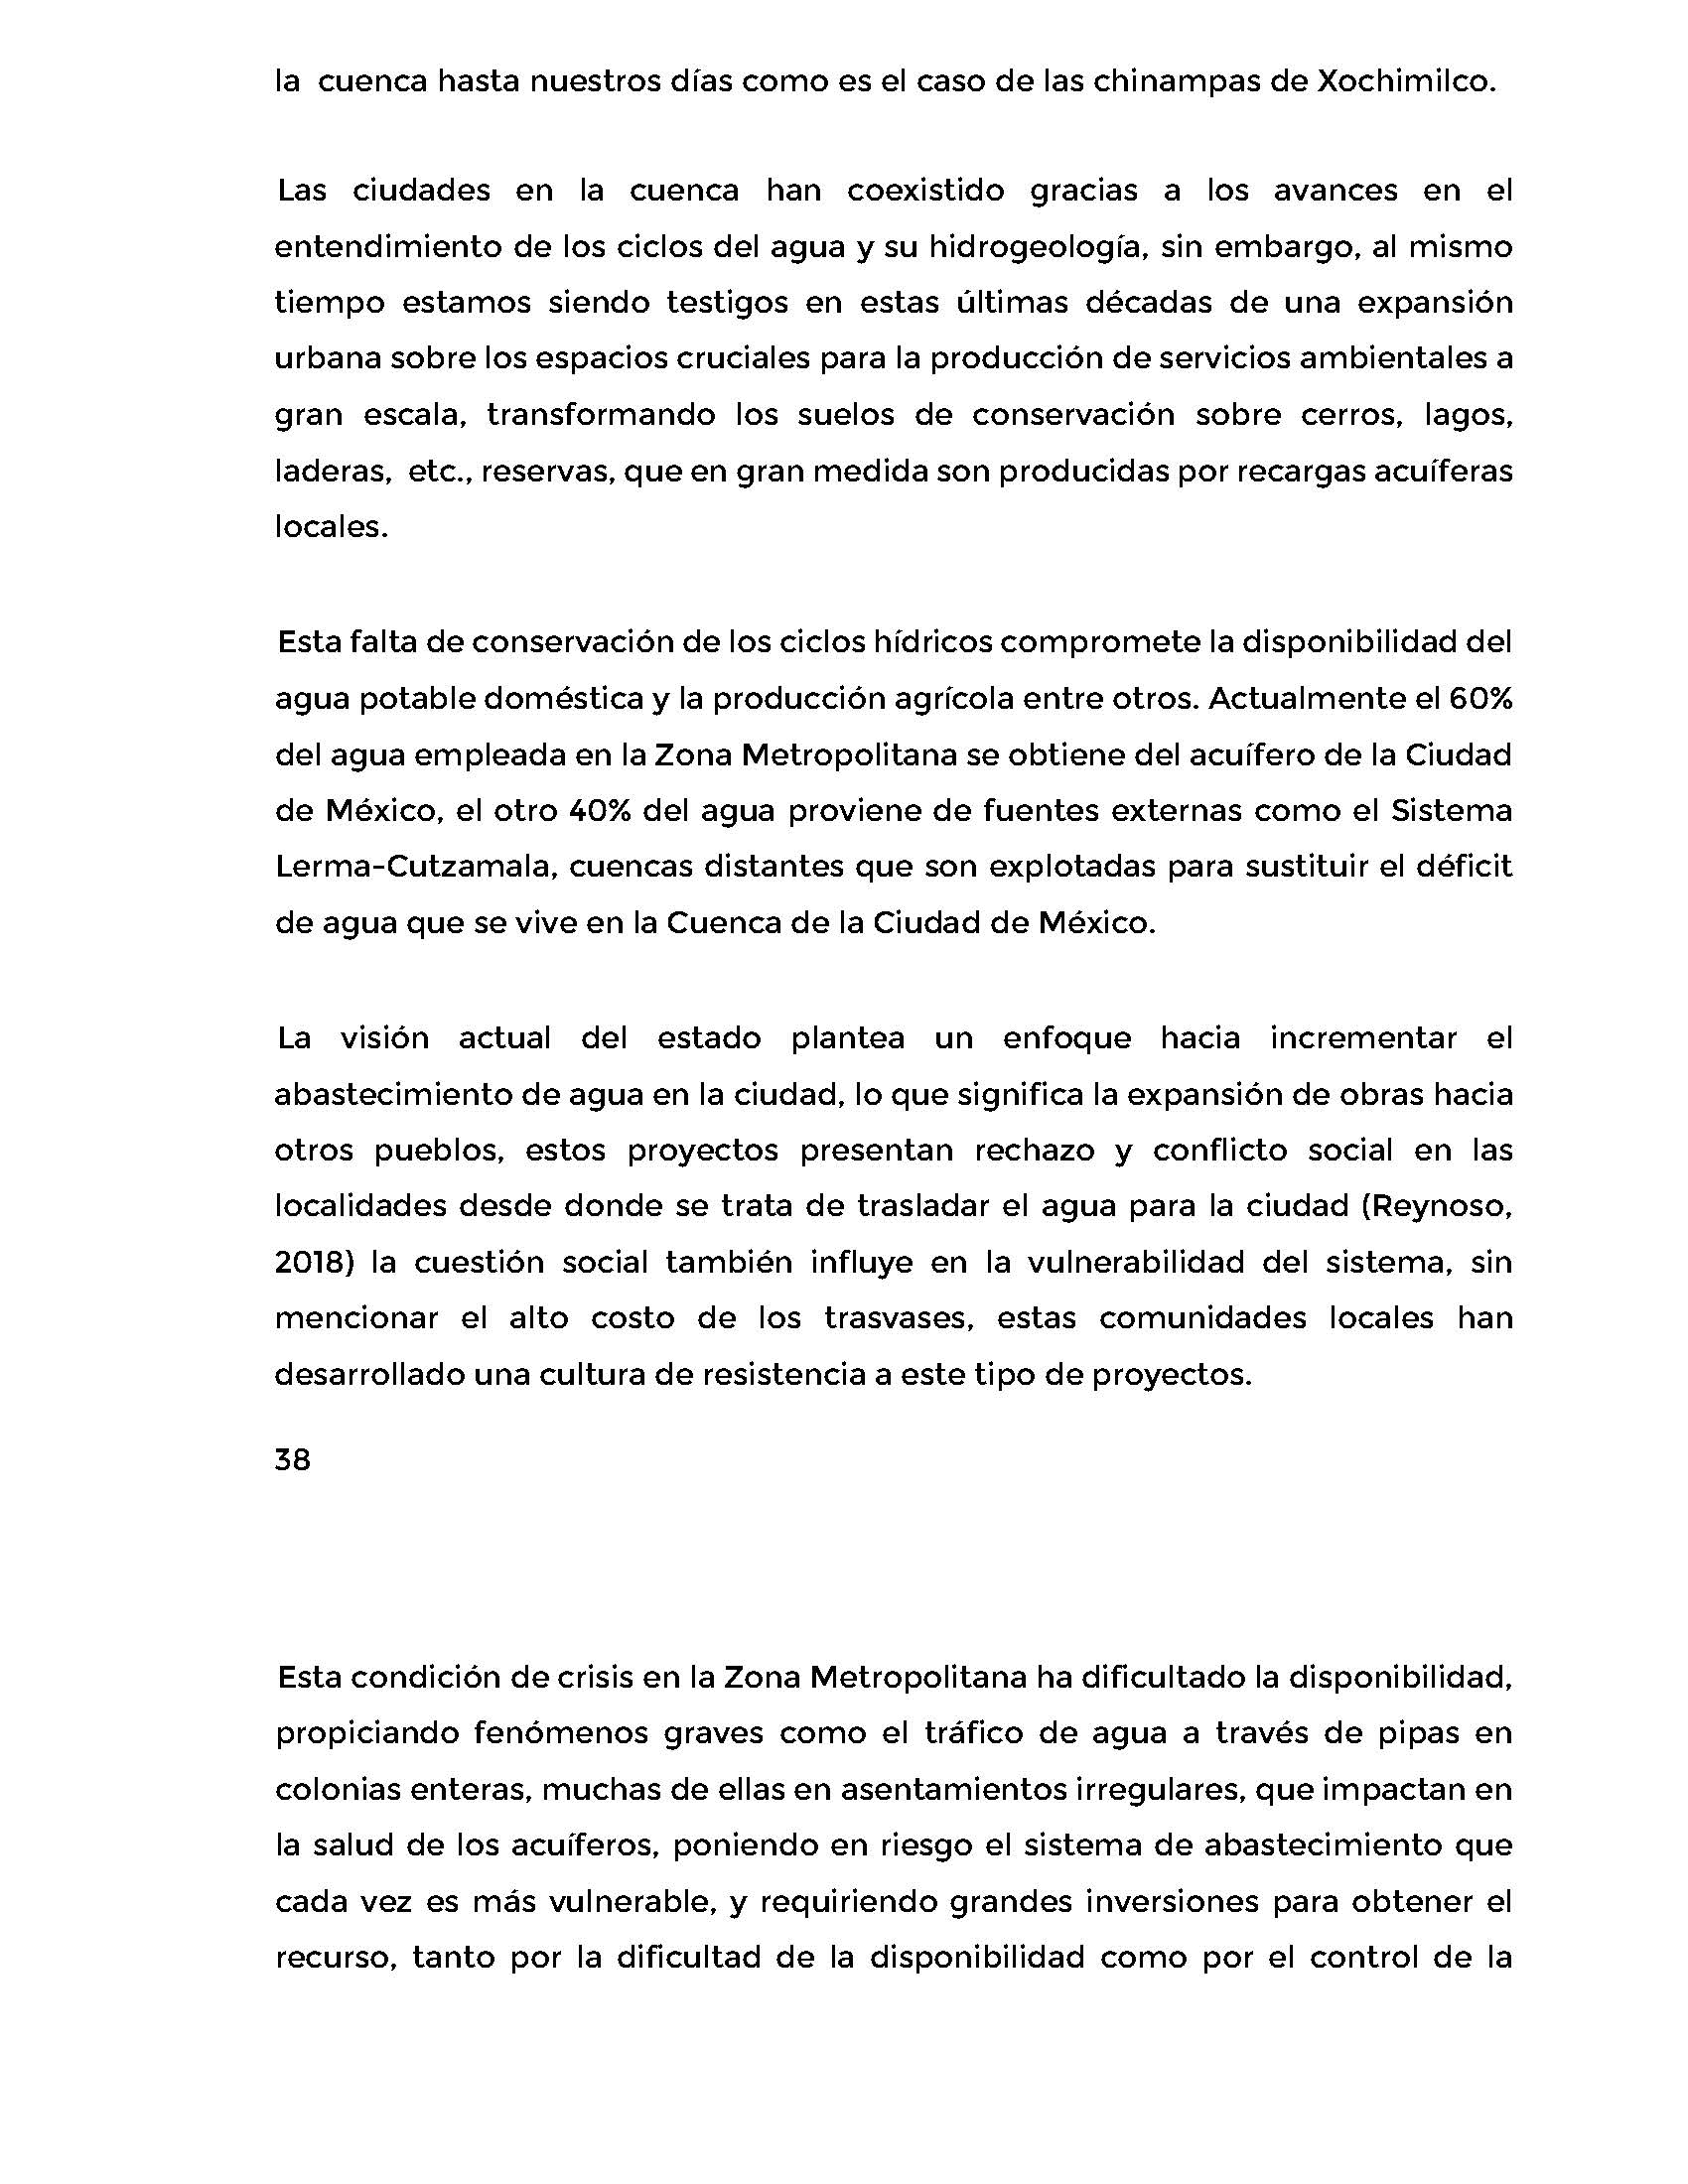 la cuenca hasta nuestros días como es el caso de las chinampas de Xochimilco.
Las ciudades en la cuenca han coexistido gracias a los avances en el
entendimiento de los ciclos del agua y su hidrogeología, sin embargo, al mismo
tiempo estamos siendo testigos en estas últimas décadas de una expansión
urbana sobre los espacios cruciales para la producción de servicios ambientales a
gran escala, transformando los suelos de conservación sobre cerros, lagos,
laderas, etc., reservas, que en gran medida son producidas por recargas acuíferas
locales.
Esta falta de conservación de los ciclos hídricos compromete la disponibilidad del
agua potable doméstica y la producción agrícola entre otros. Actualmente el 60%
del agua empleada en la Zona Metropolitana se obtiene del acuífero de la Ciudad
de México, el otro 40% del agua proviene de fuentes externas como el Sistema
Lerma-Cutzamala, cuencas distantes que son explotadas para sustituir el déficit
de agua que se vive en la Cuenca de la Ciudad de México.
La visión actual del estado plantea un enfoque hacia incrementar el
abastecimiento de agua en la ciudad, lo que significa la expansión de obras hacia
otros pueblos, estos proyectos presentan rechazo y conflicto social en las
localidades desde donde se trata de trasladar el agua para la ciudad (Reynoso,
2018) la cuestión social también influye en la vulnerabilidad del sistema, sin
mencionar el alto costo de los trasvases, estas comunidades locales han
desarrollado una cultura de resistencia a este tipo de proyectos.
38
Esta condición de crisis en la Zona Metropolitana ha dificultado la disponibilidad,
propiciando fenómenos graves como el tráfico de agua a través de pipas en
colonias enteras, muchas de ellas en asentamientos irregulares, que impactan en
la salud de los acuíferos, poniendo en riesgo el sistema de abastecimiento que
cada vez es más vulnerable, y requiriendo grandes inversiones para obtener el
recurso, tanto por la dificultad de la disponibilidad como por el control de la